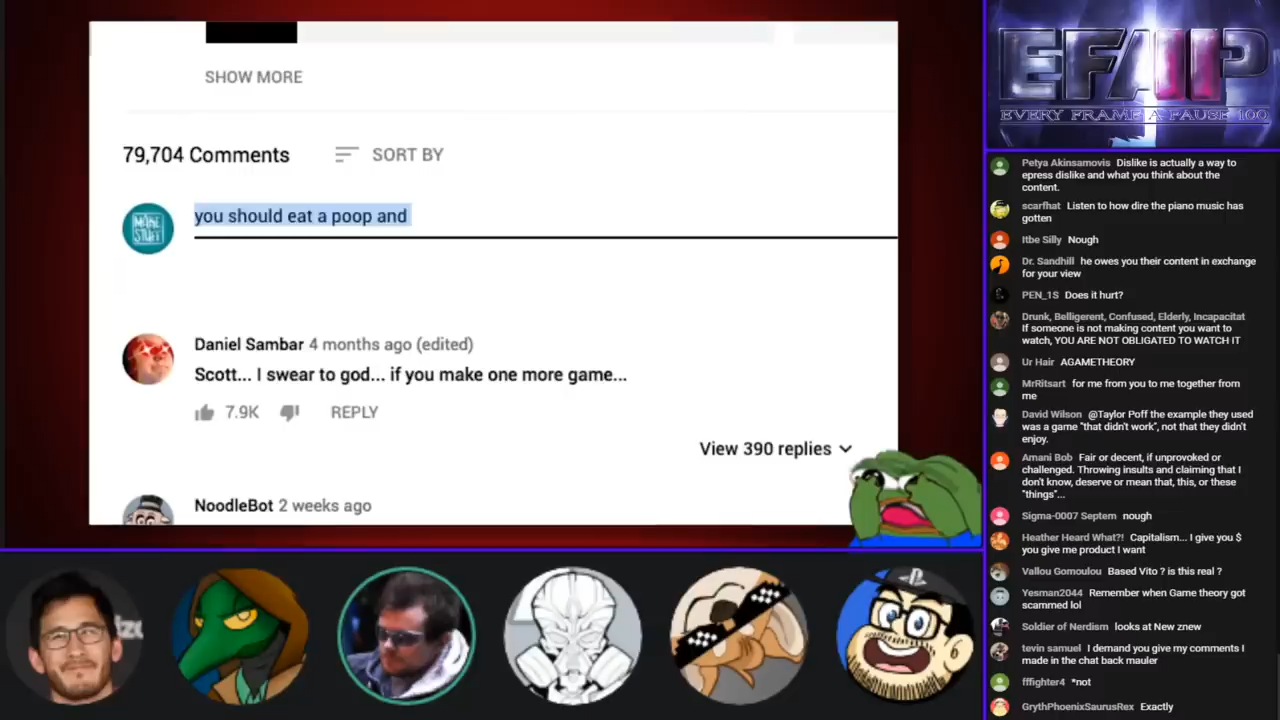 SHOW MORE
79,704 Comments
SORT BY
MAKE
STUFF
you should eat a poop and
Daniel Sambar 4 months ago (edited)
Scott... I swear to god... if you make one more game...
7.9K
REPLY
View 390 replies
NoodleBot 2 weeks ago
EFAP
EVERY FRAME A PAUSE 100
Petya Akinsamovis Dislike is actually a way to
epress dislike and what you think about the
content.
scarfhat Listen to how dire the piano music has
gotten
Itbe Silly Nough
Dr. Sandhill he owes you their content in exchange
for your view
PEN_1S Does it hurt?
Drunk, Belligerent, Confused, Elderly, Incapacitat
If someone is not making content you want to
watch, YOU ARE NOT OBLIGATED TO WATCH IT
Ur Hair AGAMETHEORY
MrRitsart for me from you to me together from
me
David Wilson @Taylor Poff the example they used
was a game "that didn't work", not that they didn't
enjoy.
Amani Bob Fair or decent, if unprovoked or
challenged. Throwing insults and claiming that I
don't know, deserve or mean that, this, or these
"things"...
Sigma-0007 Septem nough
Heather Heard What?! Capitalism... I give you $
you give me product I want
Vallou Gomoulou Based Vito ? is this real ?
Yesman2044 Remember when Game theory got
scammed lol
Soldier of Nerdism looks at New znew
tevin samuel I demand you give my comments I
made in the chat back mauler
fffighter4 *not
GrythPhoenixSaurusRex Exactly